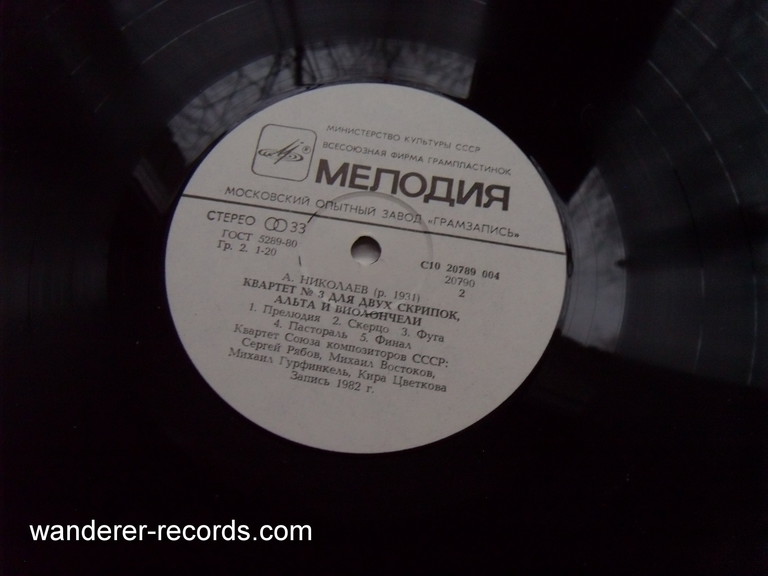 МИНИСТЕРСТВО КУЛЬТУРЫ СССР
ВСЕСОЮЗНАЯ ФИРМА ГРАМПЛАСТИНОК
МЕЛОДИЯ
МОСКОВСКИЙ ОПЫТНЫЙ ЗАВОД «ГРАМЗАПИСЬ»
СТЕРЕО 33
ГОСТ 5289-80
Гр. 2. 1-20
С10 20789 004
20790
2
А. НИКОЛАЕВ (р. 1931)
КВАРТЕТ № 3 ДЛЯ ДВУХ СКРИПОК,
АЛЬТА И ВИОЛОНЧЕЛИ
1. Прелюдия 2. Скерцо 3. Фуга
4. Пастораль 5. Финал
Квартет Союза композиторов СССР:
Сергей Рябов, Михаил Востоков,
Михаил Гурфинкель, Кира Цветкова
Запись 1982 г.
wanderer-records.com